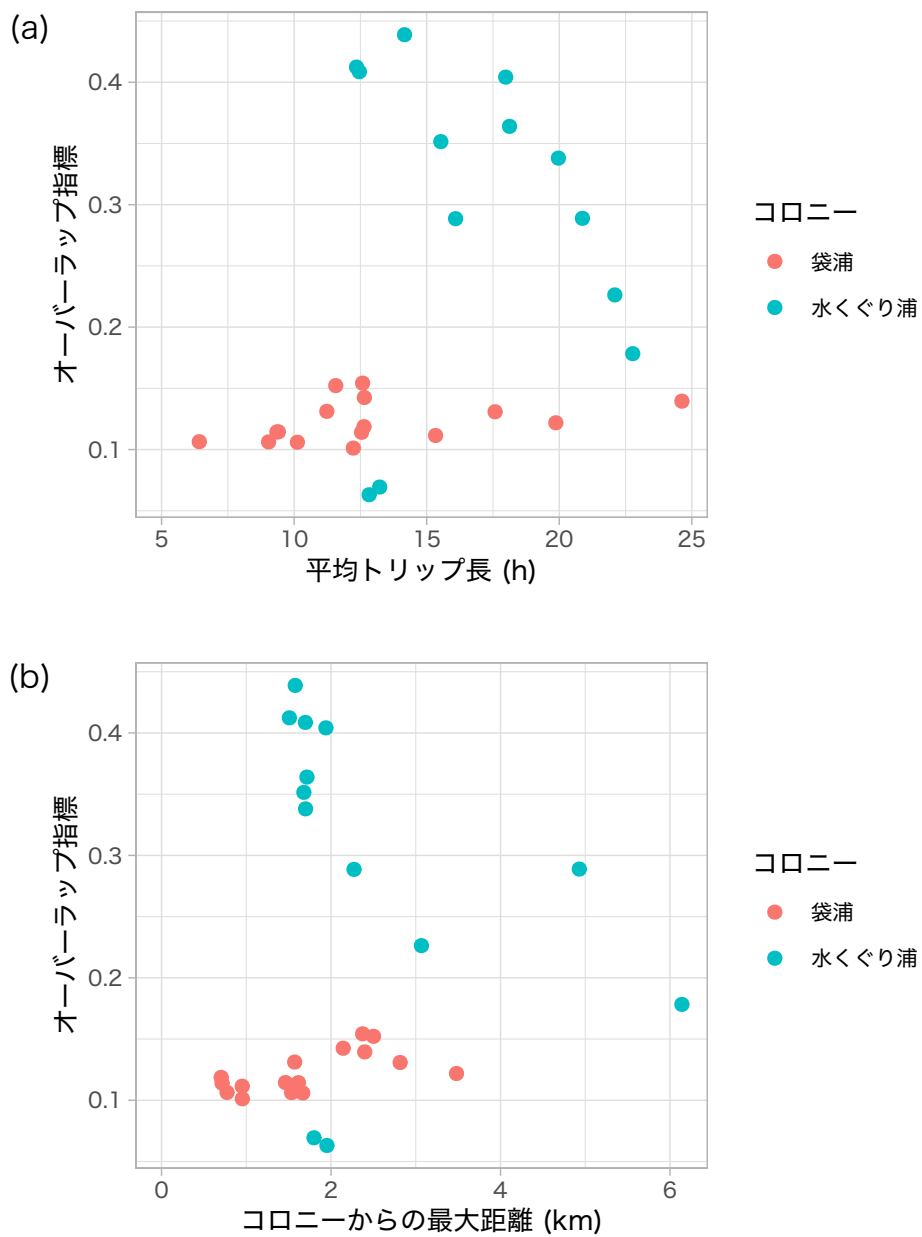 (a)
オーバーラップ指標
0.4
0.3
0.2
0.1
5 10 15 20 25
平均トリップ長 (h)
コロニー
袋浦
水くぐり浦
(b)
オーバーラップ指標
0.4
0.3
0.2
0.1
0 2 4 6
コロニーからの最大距離 (km)
コロニー
袋浦
水くぐり浦